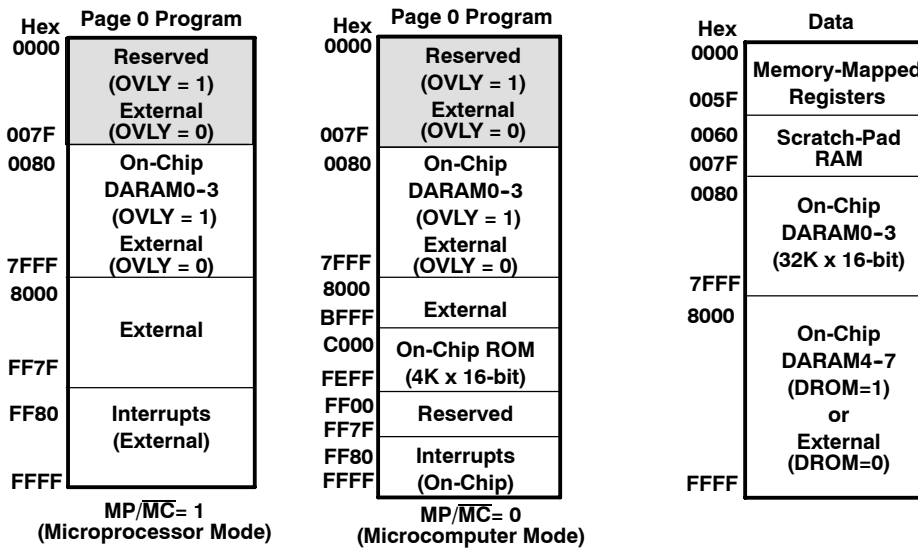 Hex
Page 0 Program
0000
Reserved
(OVLY = 1)
External
(OVLY = 0)
007F
0080
On-Chip
DARAM0-3
(OVLY = 1)
External
(OVLY = 0)
7FFF
8000
External
FF7F
FF80
Interrupts
(External)
FFFF
MP/MC= 1
(Microprocessor Mode)
Hex
Page 0 Program
0000
Reserved
(OVLY = 1)
External
(OVLY = 0)
007F
0080
On-Chip
DARAM0-3
(OVLY = 1)
External
(OVLY = 0)
7FFF
8000
External
BFFF
C000
On-Chip ROM
(4K x 16-bit)
FEFF
FF00
Reserved
FF7F
FF80
Interrupts
(On-Chip)
FFFF
MP/MC= 0
(Microcomputer Mode)
Hex
Data
0000
Memory-Mapped
Registers
005F
0060
Scratch-Pad
RAM
007F
0080
On-Chip
DARAM0-3
(32K x 16-bit)
7FFF
8000
On-Chip
DARAM4-7
(DROM=1)
or
External
(DROM=0)
FFFF